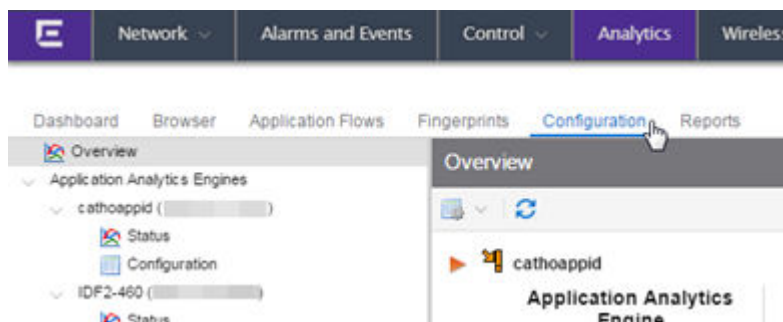 Network Alarms and Events Control Analytics Wireles
Dashboard Browser Application Flows Fingerprints Configuration Reports
Overview
Application Analytics Engines
cathoappid ( )
Status
Configuration
IDF2-460 ( )
Status
Overview
cathoappid
Application Analytics
Engine